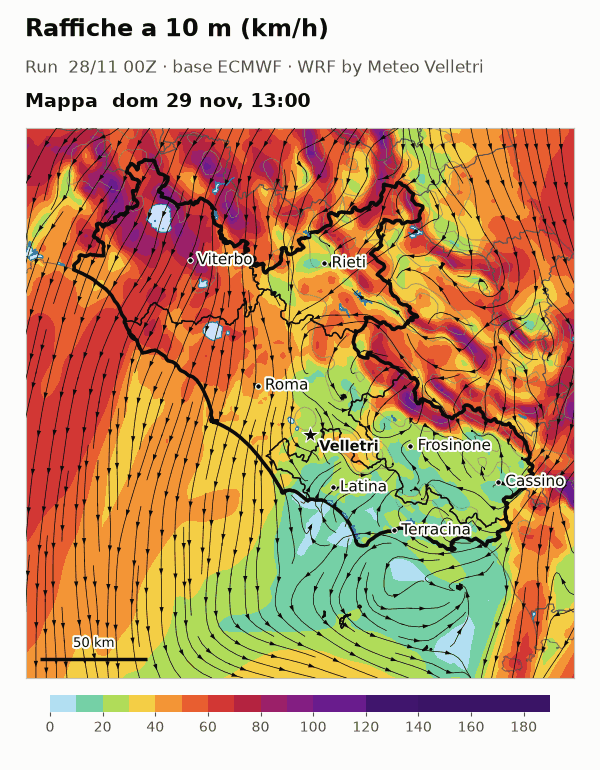 Raffiche a 10 m (km/h)
Run  28/11 00Z · base ECMWF · WRF by Meteo Velletri
Mappa  dom 29 nov, 13:00
Viterbo
Rieti
Roma
Velletri
Frosinone
Latina
Cassino
Terracina
50 km
0 20 40 60 80 100 120 140 160 180